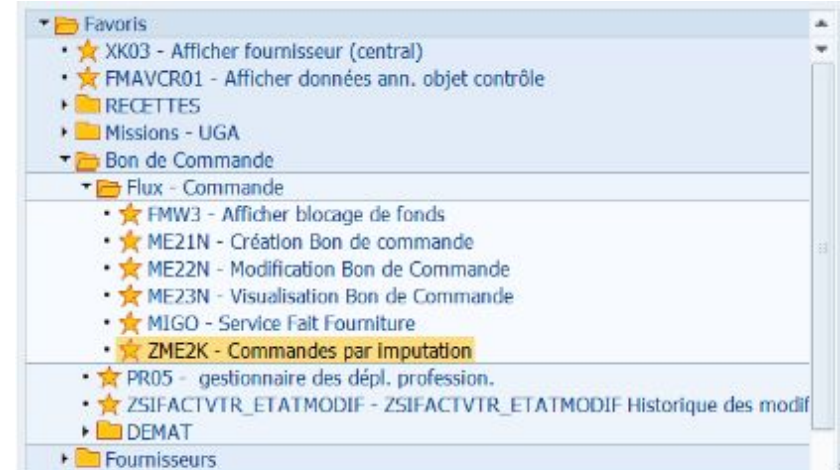 Favoris
XK03 - Afficher fournisseur (central)
FMAVCR01 - Afficher données ann. objet contrôle
RECETTES
Missions - UGA
Bon de Commande
Flux - Commande
FMW3 - Afficher blocage de fonds
ME21N - Création Bon de commande
ME22N - Modification Bon de Commande
ME23N - Visualisation Bon de Commande
MIGO - Service Fait Fourniture
ZME2K - Commandes par imputation
PR05 - gestionnaire des dépl. profession.
ZSIFACTVTR_ETATMODIF - ZSIFACTVTR_ETATMODIF Historique des modif
DEMAT
Fournisseurs